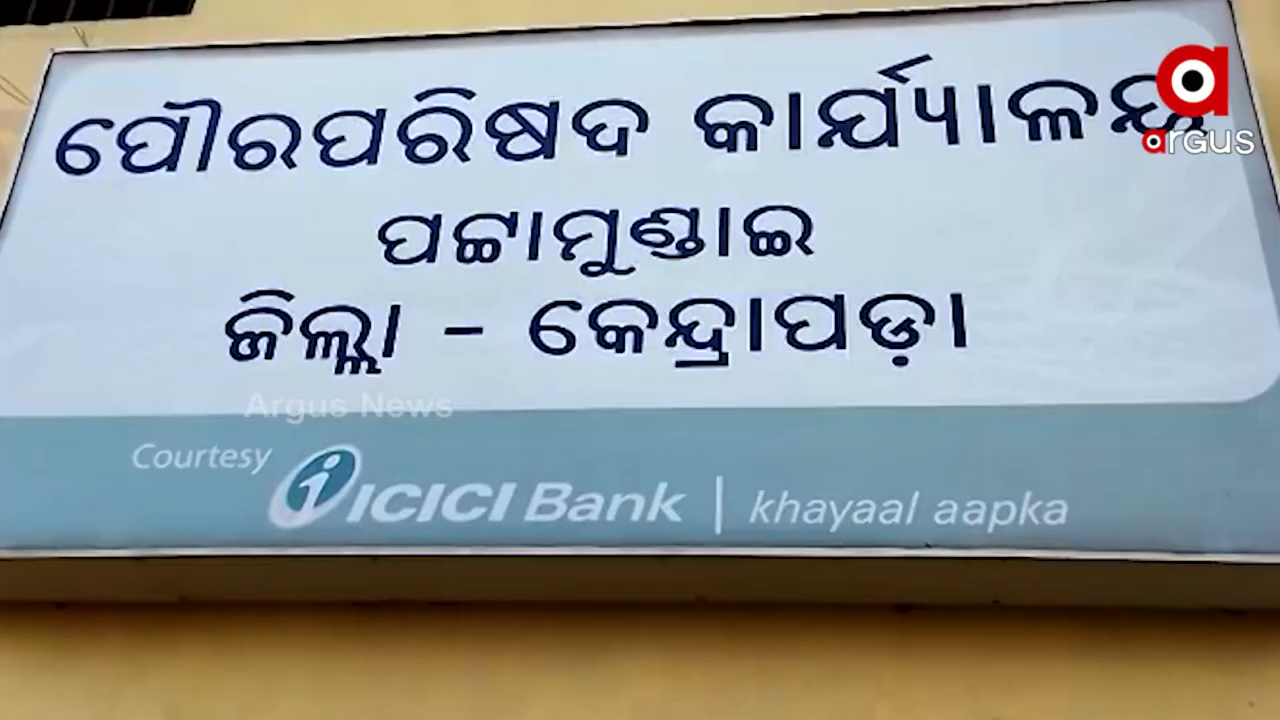 ପୌରପରିଷଦ କାର୍ଯ୍ୟାଳୟ
ପଟ୍ଟାମୁଣ୍ଡାଇ
ଜିଲ୍ଲା - କେନ୍ଦ୍ରାପଡ଼ା
Argus News
Courtesy ICICI Bank | khayaal aapka
argus